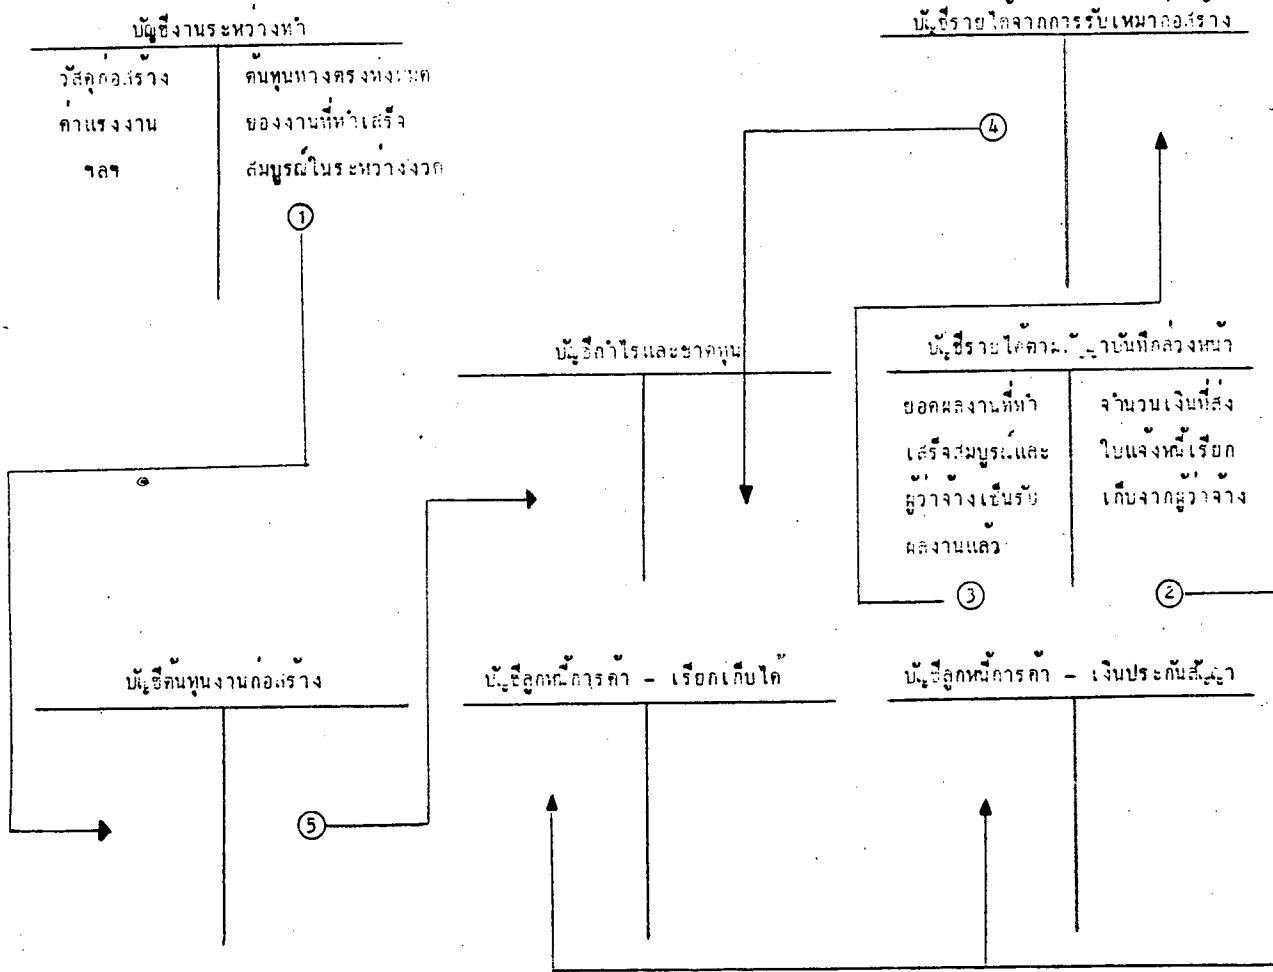 บัญชีงานระหว่างทำ
วัสดุก่อสร้าง
ค่าแรงงาน
ฯลฯ
ต้นทุนทางตรงทั้งหมด
ของงานที่ทำเสร็จ
สมบูรณ์ในระหว่างงวด
①
บัญชีรายได้จากการรับเหมาก่อสร้าง
④
บัญชีกำไรและขาดทุน
บัญชีรายได้ตามสัญญาบันทึกล่วงหน้า
ยอดผลงานที่ทำ
เสร็จสมบูรณ์และ
ผู้ว่าจ้างเซ็นรับ
ผลงานแล้ว
③
จำนวนเงินที่ส่ง
ใบแจ้งหนี้เรียก
เก็บจากผู้ว่าจ้าง
②
บัญชีต้นทุนงานก่อสร้าง
⑤
บัญชีลูกหนี้การค้า - เรียกเก็บได้
บัญชีลูกหนี้การค้า - เงินประกันสัญญา